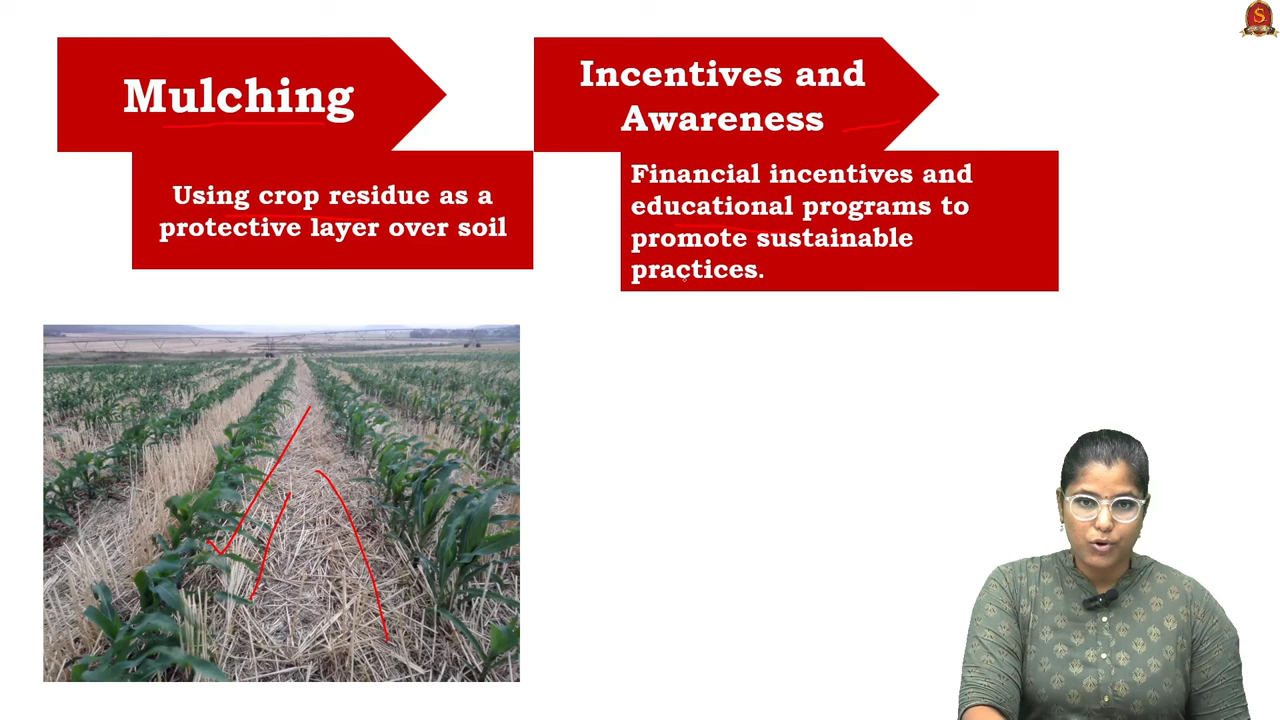 Mulching
Using crop residue as a
protective layer over soil
Incentives and
Awareness
Financial incentives and
educational programs to
promote sustainable
practices.
S